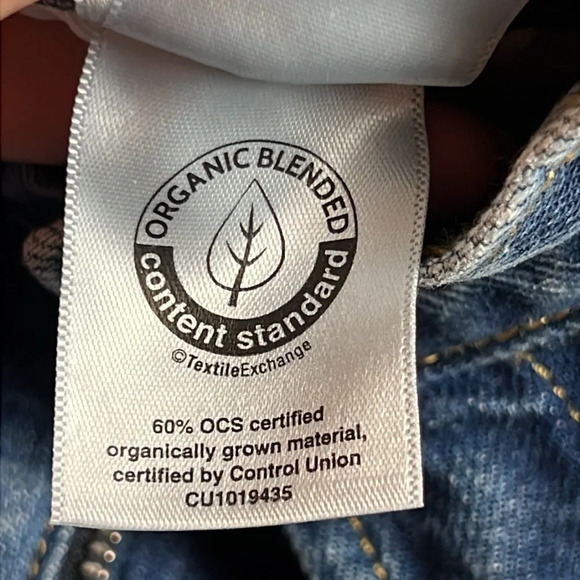 ORGANIC BLENDED
content standard
©TextileExchange
60% OCS certified
organically grown material,
certified by Control Union
CU1019435